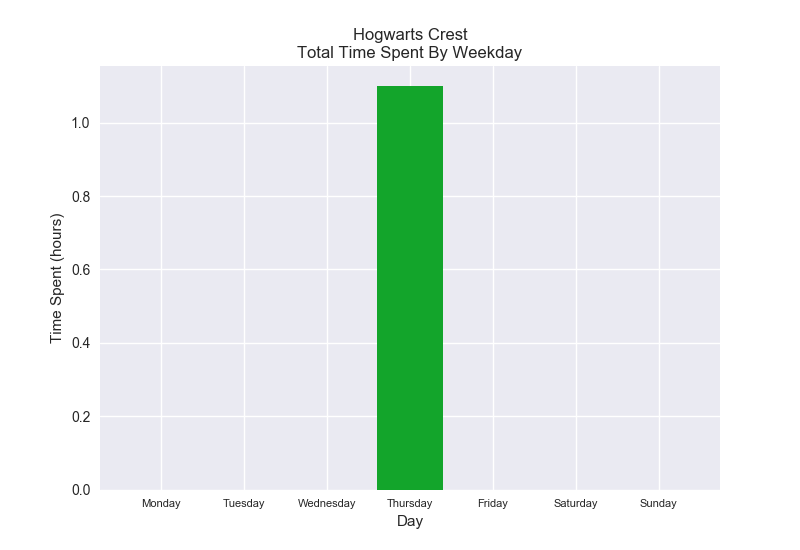 Hogwarts Crest
Total Time Spent By Weekday
Time Spent (hours)
1.0
0.8
0.6
0.4
0.2
0.0
Monday Tuesday Wednesday Thursday Friday Saturday Sunday
Day